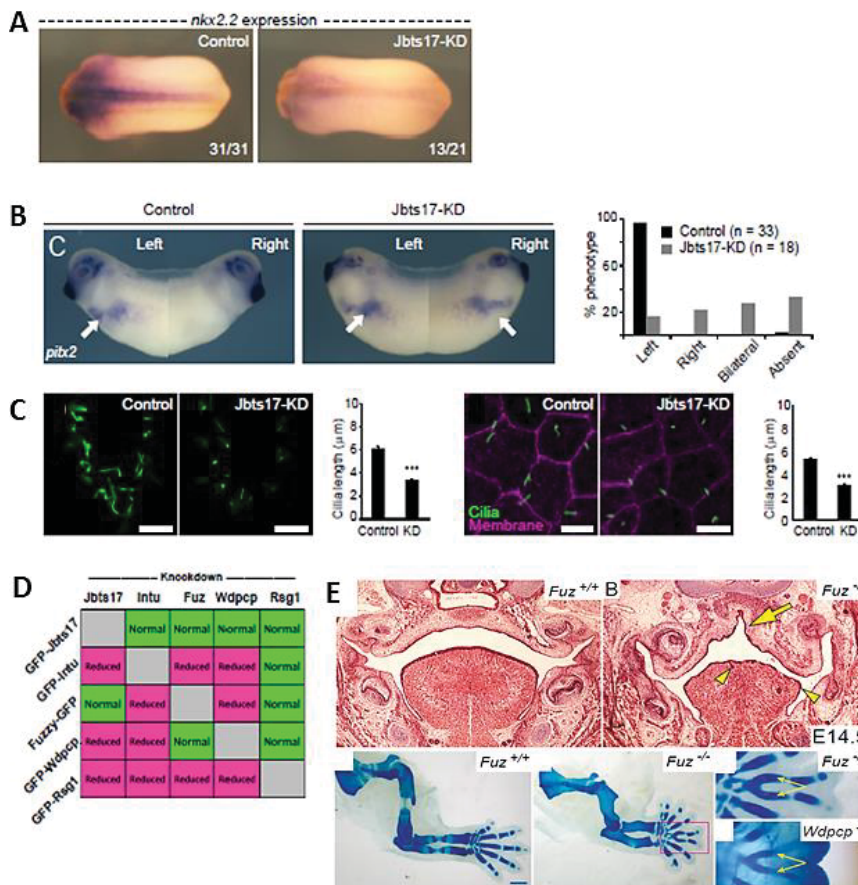 A
nkx2.2 expression
Control
Jbts17-KD
31/31
13/21
B
Control
Jbts17-KD
C
Left
Right
Left
Right
pitx2
% phenotype
100
60
20
Control (n = 33)
Jbts17-KD (n = 18)
Left
Right
Bilateral
Absent
C
Control
Jbts17-KD
Cilia length (µm)
10
8
6
4
2
0
***
Control KD
Control
Jbts17-KD
Cilia
Membrane
Cilia length (µm)
10
8
6
4
2
0
***
Control KD
D
Knockdown
Jbts17 Intu Fuz Wdpcp Rsg1
GFP-Jbts17 Normal Normal Normal Normal
GFP-Intu Reduced Reduced Reduced Normal
Fuzzy-GFP Normal Reduced Reduced Normal
GFP-Wdpcp Reduced Reduced Normal Normal
GFP-Rsg1 Reduced Reduced Reduced Reduced
E
Fuz +/+
B
Fuz
E14.5
Fuz +/+
Fuz -/-
Fuz
Wdpcp